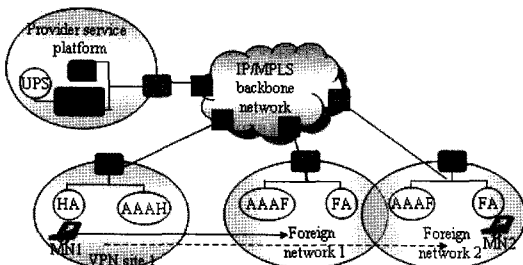 Provider service
platform
UPS
IP/MPLS
backbone
network
HA
AAAH
AAAF
FA
AAAF
FA
MN1
VPN site
Foreign
network 1
Foreign
network 2
MN2